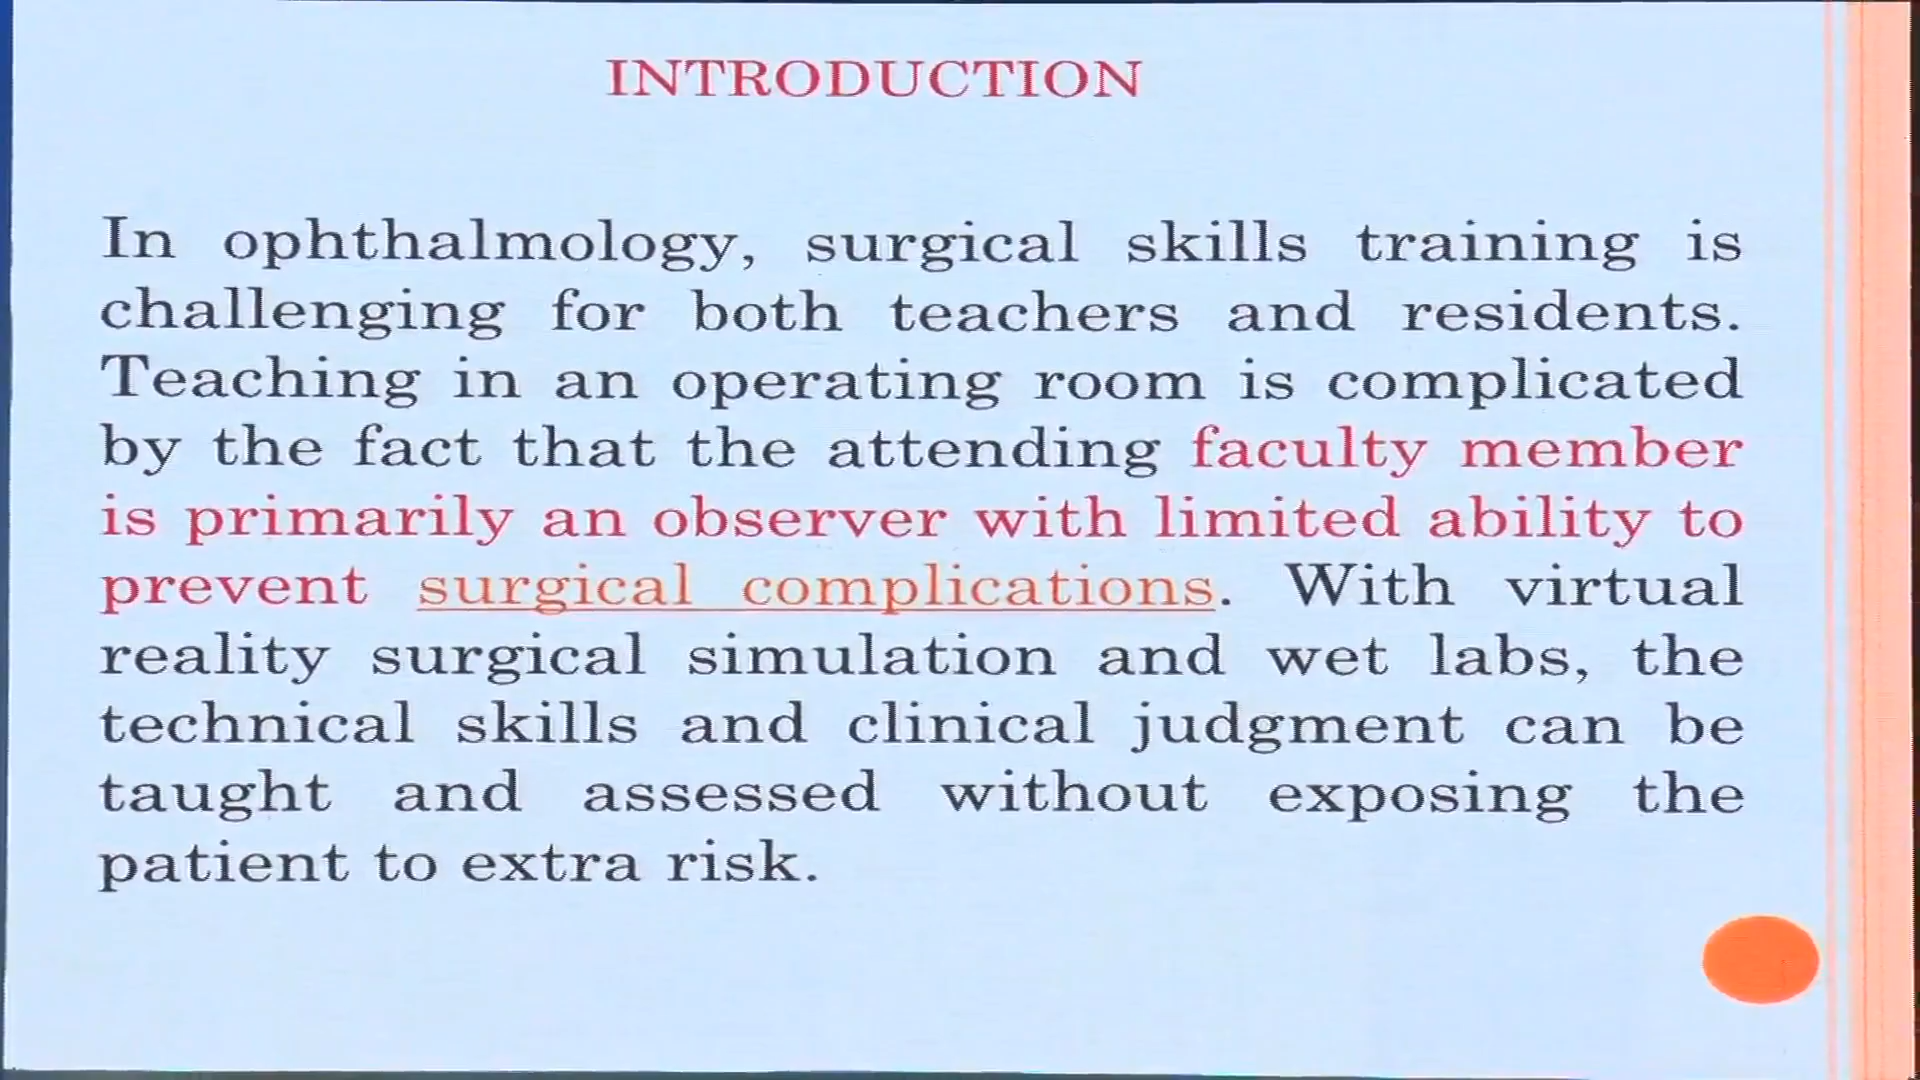 INTRODUCTION
In ophthalmology, surgical skills training is
challenging for both teachers and residents.
Teaching in an operating room is complicated
by the fact that the attending faculty member
is primarily an observer with limited ability to
prevent surgical complications. With virtual
reality surgical simulation and wet labs, the
technical skills and clinical judgment can be
taught and assessed without exposing the
patient to extra risk.